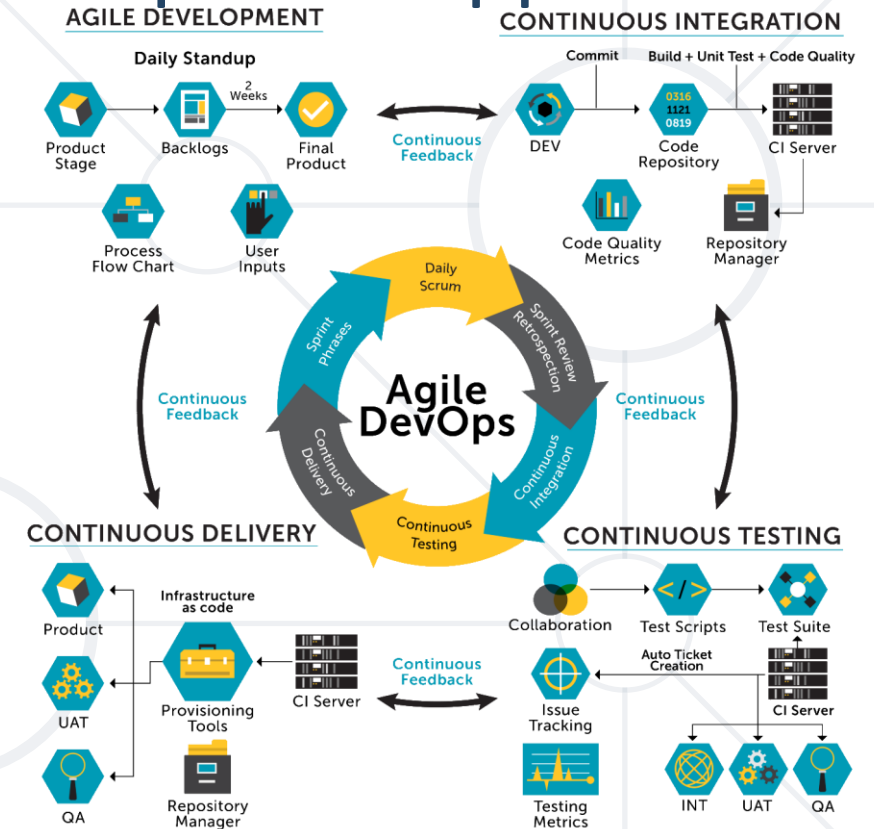 AGILE DEVELOPMENT
Daily Standup
2
Weeks
Product
Stage
Backlogs
Final
Product
Process
Flow Chart
User
Inputs
Continuous
Feedback
CONTINUOUS INTEGRATION
Commit
Build + Unit Test + Code Quality
0316
1121
0819
DEV
Code
Repository
CI Server
Code Quality
Metrics
Repository
Manager
Daily
Scrum
Sprint Review
Retrospection
Continuous
Integration
Continuous
Testing
Continuous
Delivery
Sprint
Phrases
Agile
DevOps
Continuous
Feedback
Continuous
Feedback
CONTINUOUS DELIVERY
Product
UAT
QA
Infrastructure
as code
Provisioning
Tools
CI Server
Repository
Manager
Continuous
Feedback
CONTINUOUS TESTING
Collaboration
</>
Test Scripts
Test Suite
Auto Ticket
Creation
Issue
Tracking
CI Server
Testing
Metrics
INT
UAT
QA